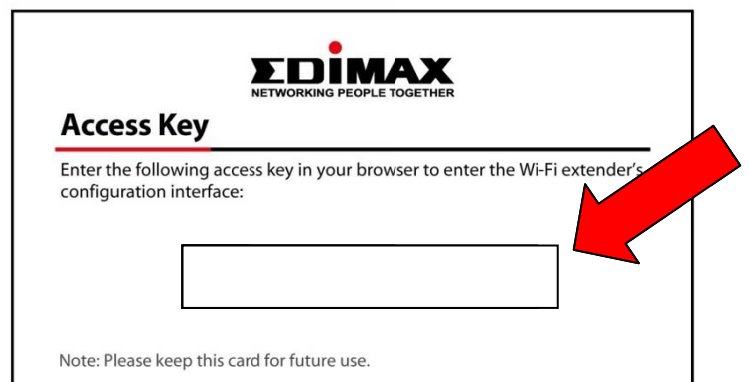 EDIMAX
NETWORKING PEOPLE TOGETHER
Access Key
Enter the following access key in your browser to enter the Wi-Fi extender's
configuration interface:
Note: Please keep this card for future use.